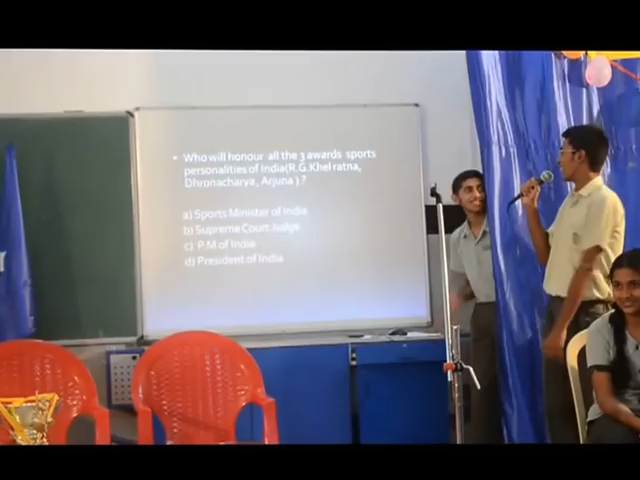 • Who will honour all the 3 awards sports
personalities of India(R.G.Khel ratna,
Dhronacharya, Arjuna ) ?
a) Sports Minister of India
b) Supreme Court Judge
c) P.M of India
d) President of India